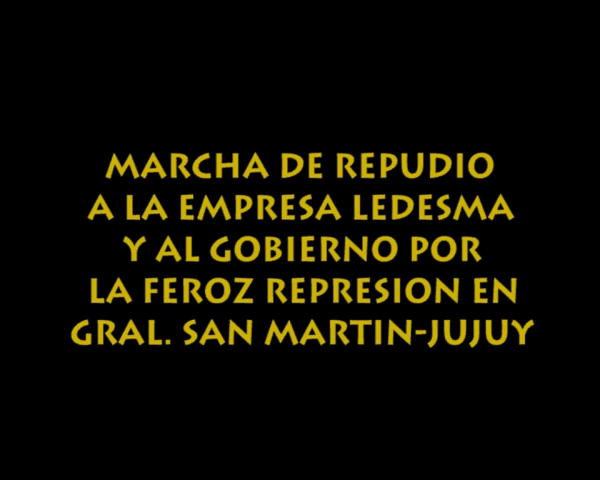 MARCHA DE REPUDIO
A LA EMPRESA LEDESMA
Y AL GOBIERNO POR
LA FEROZ REPRESION EN
GRAL. SAN MARTIN-JUJUY